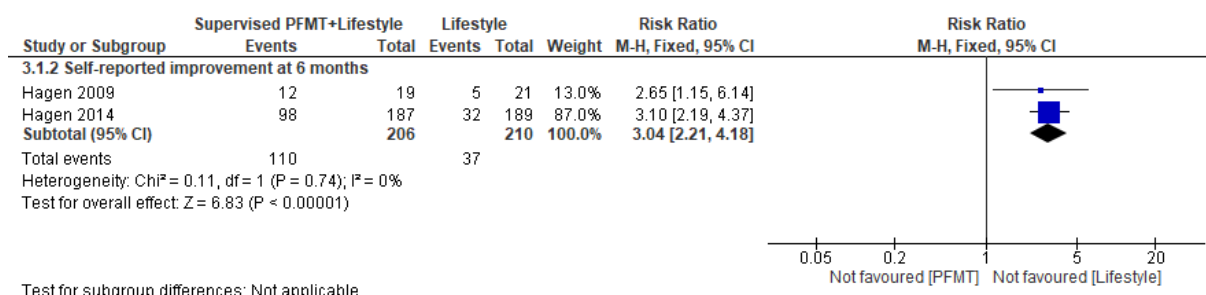 Supervised PFMT+Lifestyle Lifestyle Risk Ratio Risk Ratio
Study or Subgroup Events Total Events Total Weight M-H, Fixed, 95% CI M-H, Fixed, 95% CI
3.1.2 Self-reported improvement at 6 months
Hagen 2009 12 19 5 21 13.0% 2.65 [1.15, 6.14]
Hagen 2014 98 187 32 189 87.0% 3.10 [2.19, 4.37]
Subtotal (95% CI) 206 210 100.0% 3.04 [2.21, 4.18]
Total events 110 37
Heterogeneity: Chi² = 0.11, df = 1 (P = 0.74); I² = 0%
Test for overall effect: Z = 6.83 (P < 0.00001)
0.05 0.2 1 5 20
Not favoured [PFMT] Not favoured [Lifestyle]
Test for subgroup differences: Not applicable